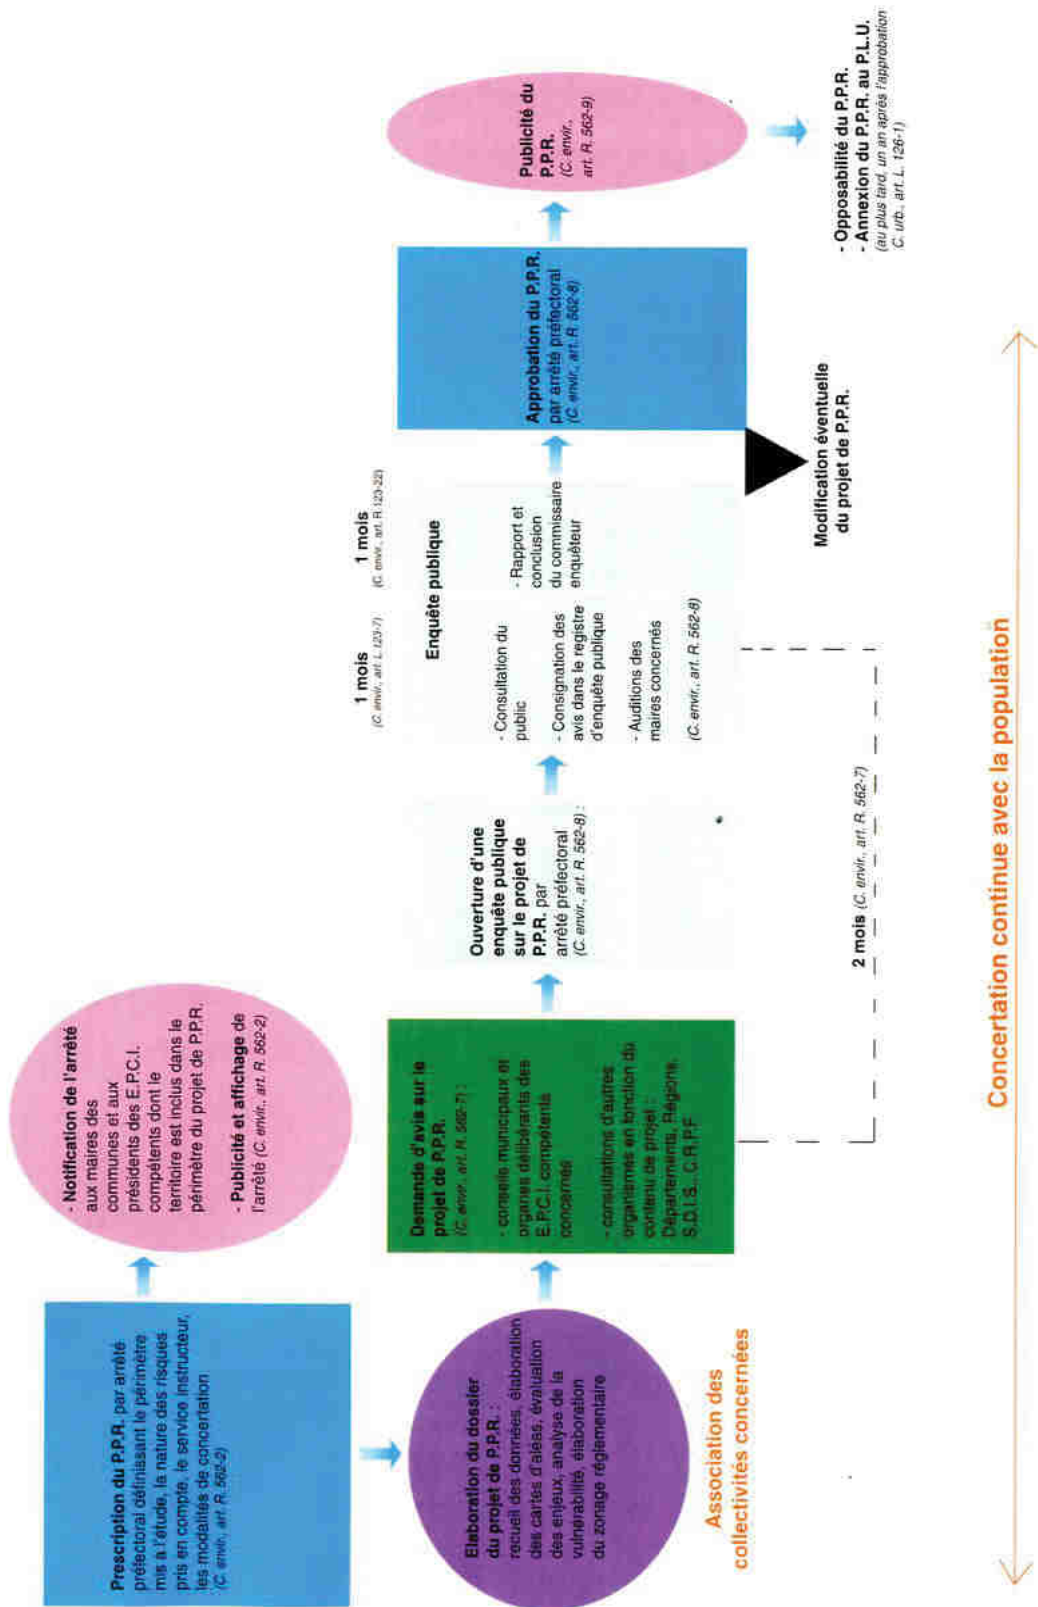 Prescription du P.P.R. par arrêté
préfectoral définissant le périmètre
mis à l'étude, la nature des risques
pris en compte, le service instructeur,
les modalités de concertation
(C. envir., art. R. 562-2)
- Notification de l'arrêté
aux maires des
communes et aux
présidents des E.P.C.I.
compétents dont le
territoire est inclus dans le
périmètre du projet de P.P.R.
- Publicité et affichage de
l'arrêté (C. envir., art. R. 562-2)
Elaboration du dossier
du projet de P.P.R. :
recueil des données, élaboration
des cartes d'aléas, évaluation
des enjeux, analyse de la
vulnérabilité, élaboration
du zonage réglementaire
Association des
collectivités concernées
Demande d'avis sur le
projet de P.P.R.
(C. envir., art. R. 562-7) :
- conseils municipaux et
organes délibérants des
E.P.C.I. compétents
concernés
- consultations d'autres
organismes en fonction du
contenu de projet :
Départements, Régions,
S.D.I.S., C.R.P.F
Ouverture d'une
enquête publique
sur le projet de
P.P.R. par
arrêté préfectoral
(C. envir., art. R. 562-8) :
1 mois
(C. envir., art. L 123-7)
1 mois
(C. envir., art. R 123-22)
Enquête publique
- Consultation du
public
- Consignation des
avis dans le registre
d'enquête publique
- Auditions des
maires concernés
(C. envir., art. R. 562-8)
- Rapport et
conclusion
du commissaire
enquêteur
2 mois (C. envir., art. R. 562-7)
Approbation du P.P.R.
par arrêté préfectoral
(C. envir., art. R. 562-8)
Modification éventuelle
du projet de P.P.R.
Publicité du
P.P.R.
(C. envir.,
art. R. 562-9)
- Opposabilité du P.P.R.
- Annexion du P.P.R. au P.L.U.
(au plus tard, un an après l'approbation
C. urb., art. L. 126-1)
Concertation continue avec la population